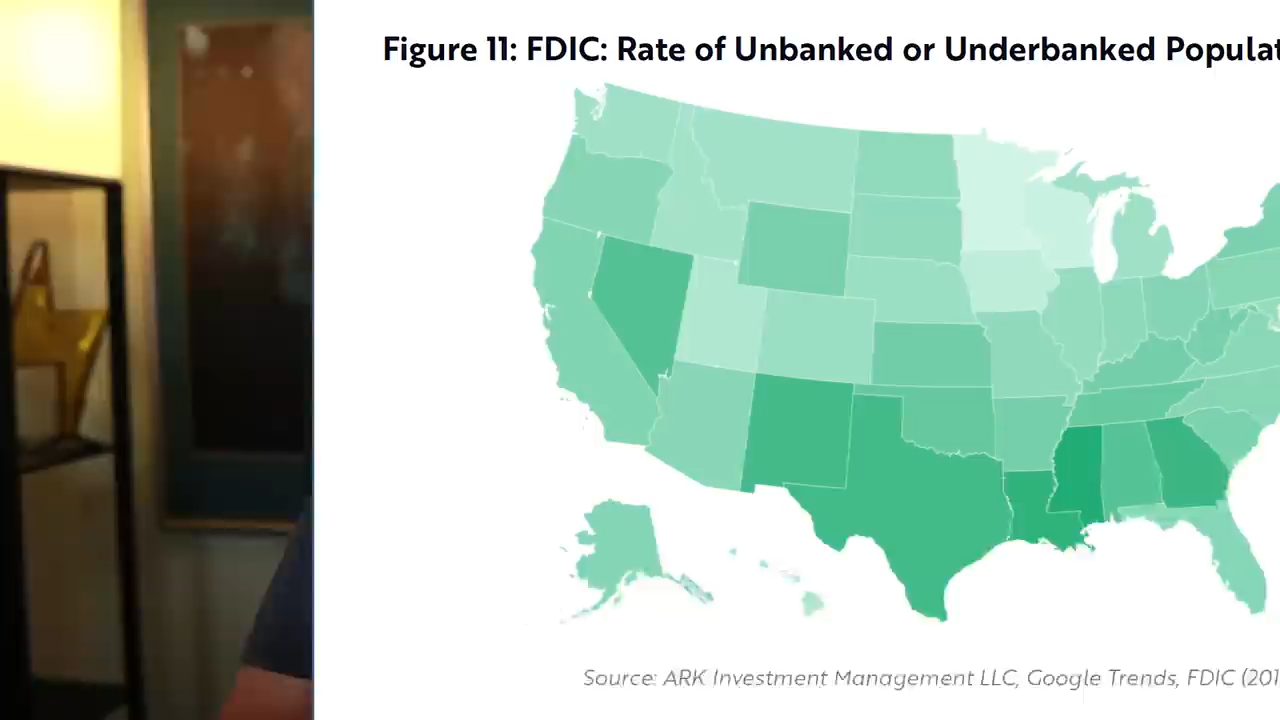 Figure 11: FDIC: Rate of Unbanked or Underbanked Populat
Source: ARK Investment Management LLC, Google Trends, FDIC (201